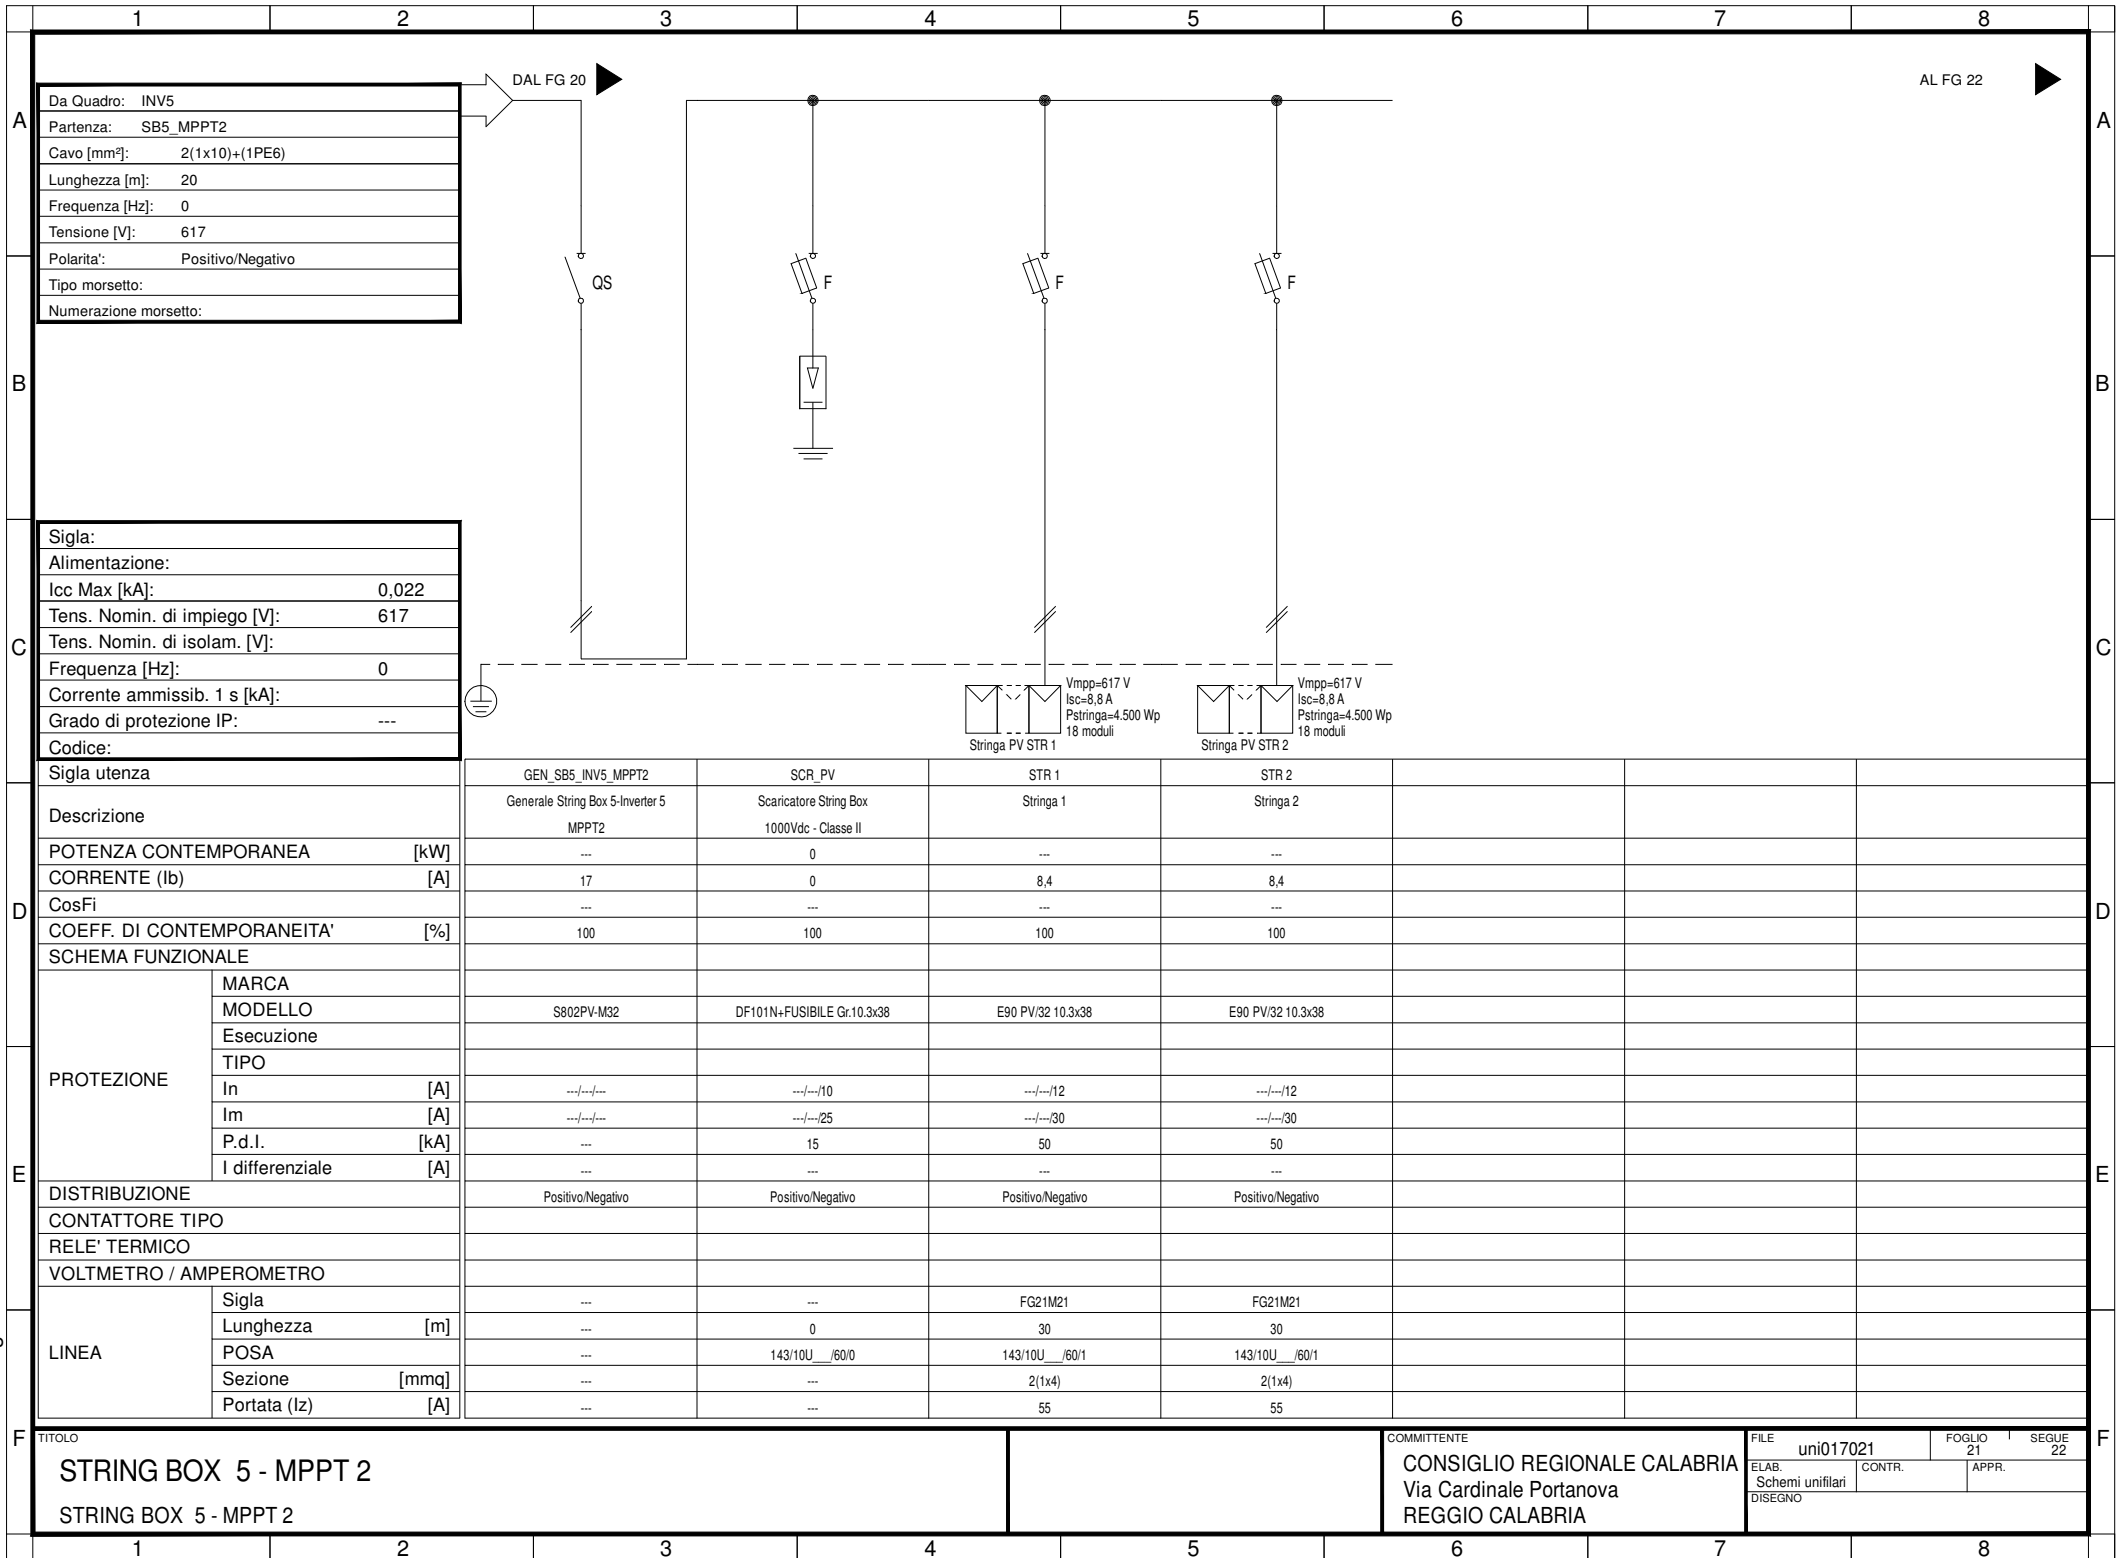 1 2 3 4 5 6 7 8
DAL FG 20
AL FG 22
A A
Da Quadro: INV5
Partenza: SB5_MPPT2
Cavo [mm²]: 2(1x10)+(1PE6)
Lunghezza [m]: 20
Frequenza [Hz]: 0
Tensione [V]: 617
Polarita': Positivo/Negativo
Tipo morsetto:
Numerazione morsetto:
QS F F F
B B
Sigla:
Alimentazione:
Icc Max [kA]: 0,022
Tens. Nomin. di impiego [V]: 617
Tens. Nomin. di isolam. [V]:
Frequenza [Hz]: 0
Corrente ammissib. 1 s [kA]:
Grado di protezione IP: ---
Codice:
C C
Vmpp=617 V
Isc=8,8 A
Pstringa=4.500 Wp
18 moduli
Stringa PV STR 1
Vmpp=617 V
Isc=8,8 A
Pstringa=4.500 Wp
18 moduli
Stringa PV STR 2
Sigla utenza GEN_SB5_INV5_MPPT2 SCR_PV STR 1 STR 2
Descrizione Generale String Box 5-Inverter 5 Scaricatore String Box Stringa 1 Stringa 2
MPPT2 1000Vdc - Classe II
POTENZA CONTEMPORANEA [kW] --- 0 --- ---
CORRENTE (Ib) [A] 17 0 8,4 8,4
D D
CosFi --- --- --- ---
COEFF. DI CONTEMPORANEITA' [%] 100 100 100 100
SCHEMA FUNZIONALE
PROTEZIONE
MARCA
MODELLO S802PV-M32 DF101N+FUSIBILE Gr.10.3x38 E90 PV/32 10.3x38 E90 PV/32 10.3x38
Esecuzione
TIPO
In [A] ---/---/--- ---/---/10 ---/---/12 ---/---/12
Im [A] ---/---/--- ---/---/25 ---/---/30 ---/---/30
P.d.I. [kA] --- 15 50 50
I differenziale [A] --- --- --- ---
E E
DISTRIBUZIONE Positivo/Negativo Positivo/Negativo Positivo/Negativo Positivo/Negativo
CONTATTORE TIPO
RELE' TERMICO
VOLTMETRO / AMPEROMETRO
LINEA
Sigla --- --- FG21M21 FG21M21
Lunghezza [m] --- 0 30 30
POSA --- 143/10U___/60/0 143/10U___/60/1 143/10U___/60/1
Sezione [mmq] --- --- 2(1x4) 2(1x4)
Portata (Iz) [A] --- --- 55 55
F F
TITOLO
STRING BOX 5 - MPPT 2
STRING BOX 5 - MPPT 2
COMMITTENTE
CONSIGLIO REGIONALE CALABRIA
Via Cardinale Portanova
REGGIO CALABRIA
FILE uni017021
FOGLIO 21
SEGUE 22
ELAB. Schemi unifilari
CONTR.
APPR.
DISEGNO
1 2 3 4 5 6 7 8